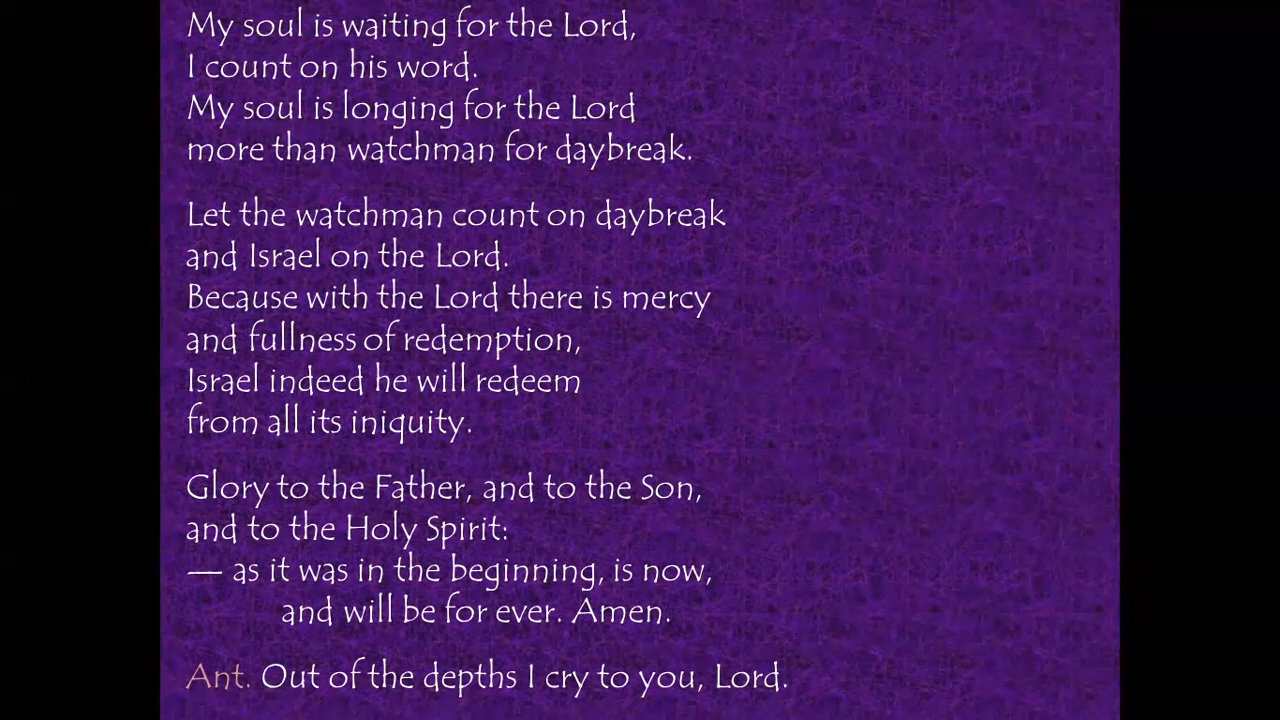 My soul is waiting for the Lord,
I count on his word.
My soul is longing for the Lord
more than watchman for daybreak.
Let the watchman count on daybreak
and Israel on the Lord.
Because with the Lord there is mercy
and fullness of redemption,
Israel indeed he will redeem
from all its iniquity.
Glory to the Father, and to the Son,
and to the Holy Spirit:
— as it was in the beginning, is now,
and will be for ever. Amen.
Ant. Out of the depths I cry to you, Lord.